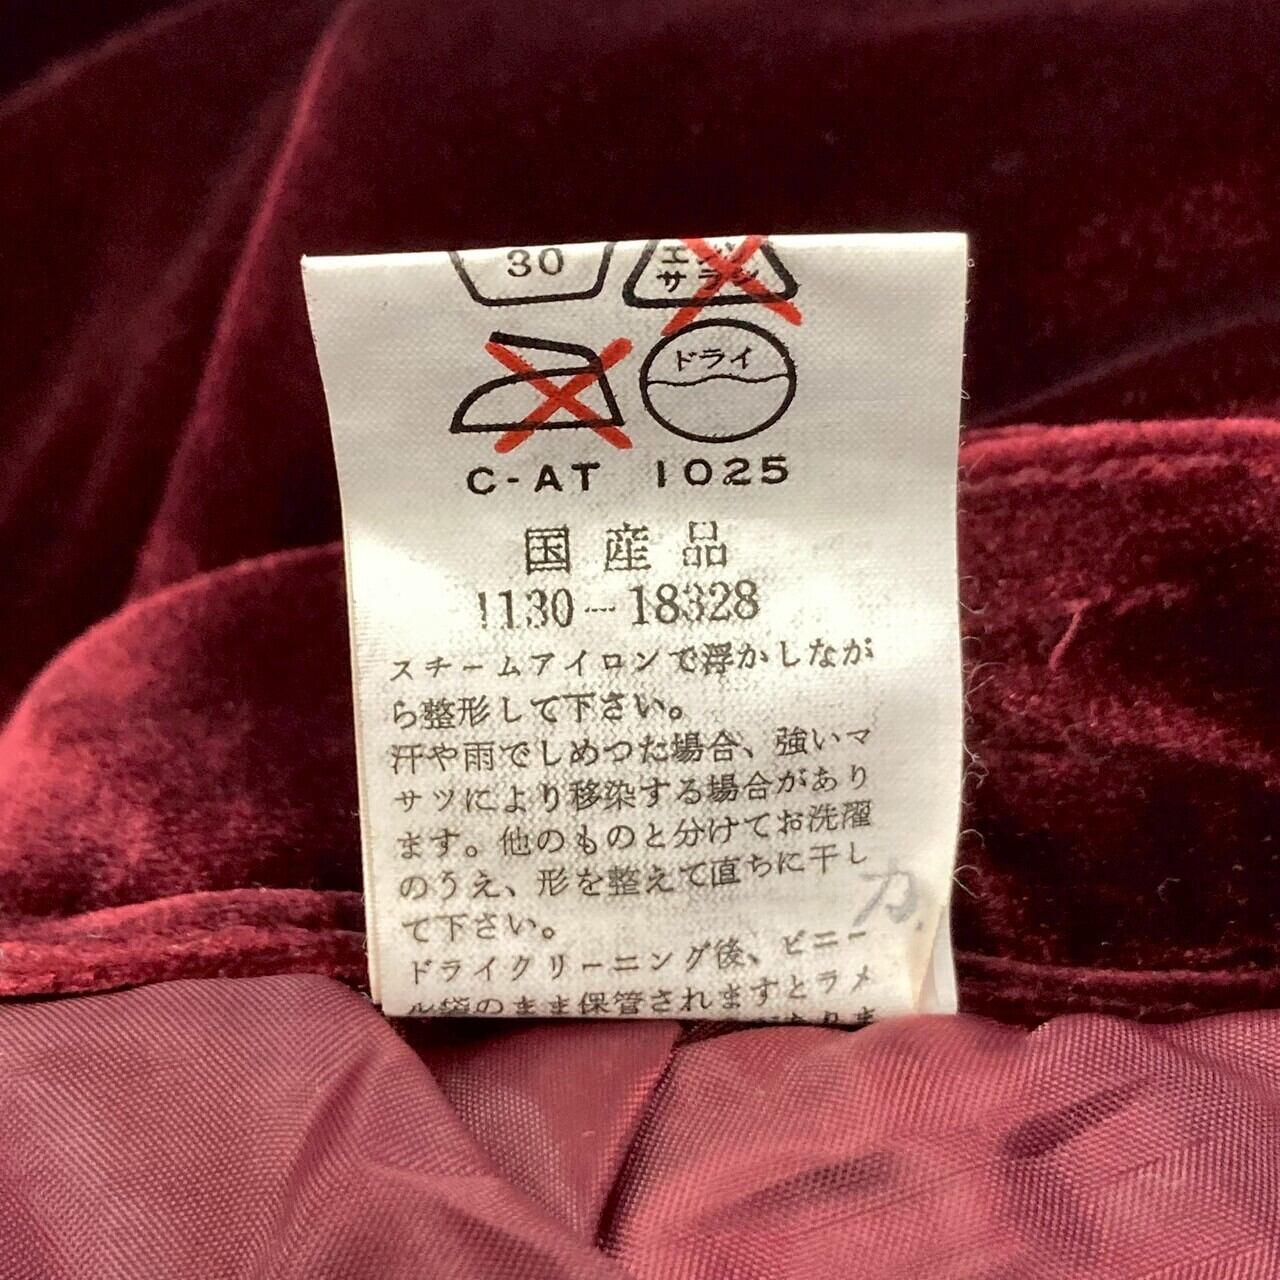 30
エンソ
サラシ
ドライ
C-AT 1025
国産品
1130-18328
スチームアイロンで浮かしなが
ら整形して下さい。
汗や雨でしめつた場合、強いマ
サツにより移染する場合があり
ます。他のものと分けてお洗濯
のうえ、形を整えて直ちに干し
て下さい。
力.
ドライクリーニング後、ビニー
ル袋のまま保管されますとラメ
がありま